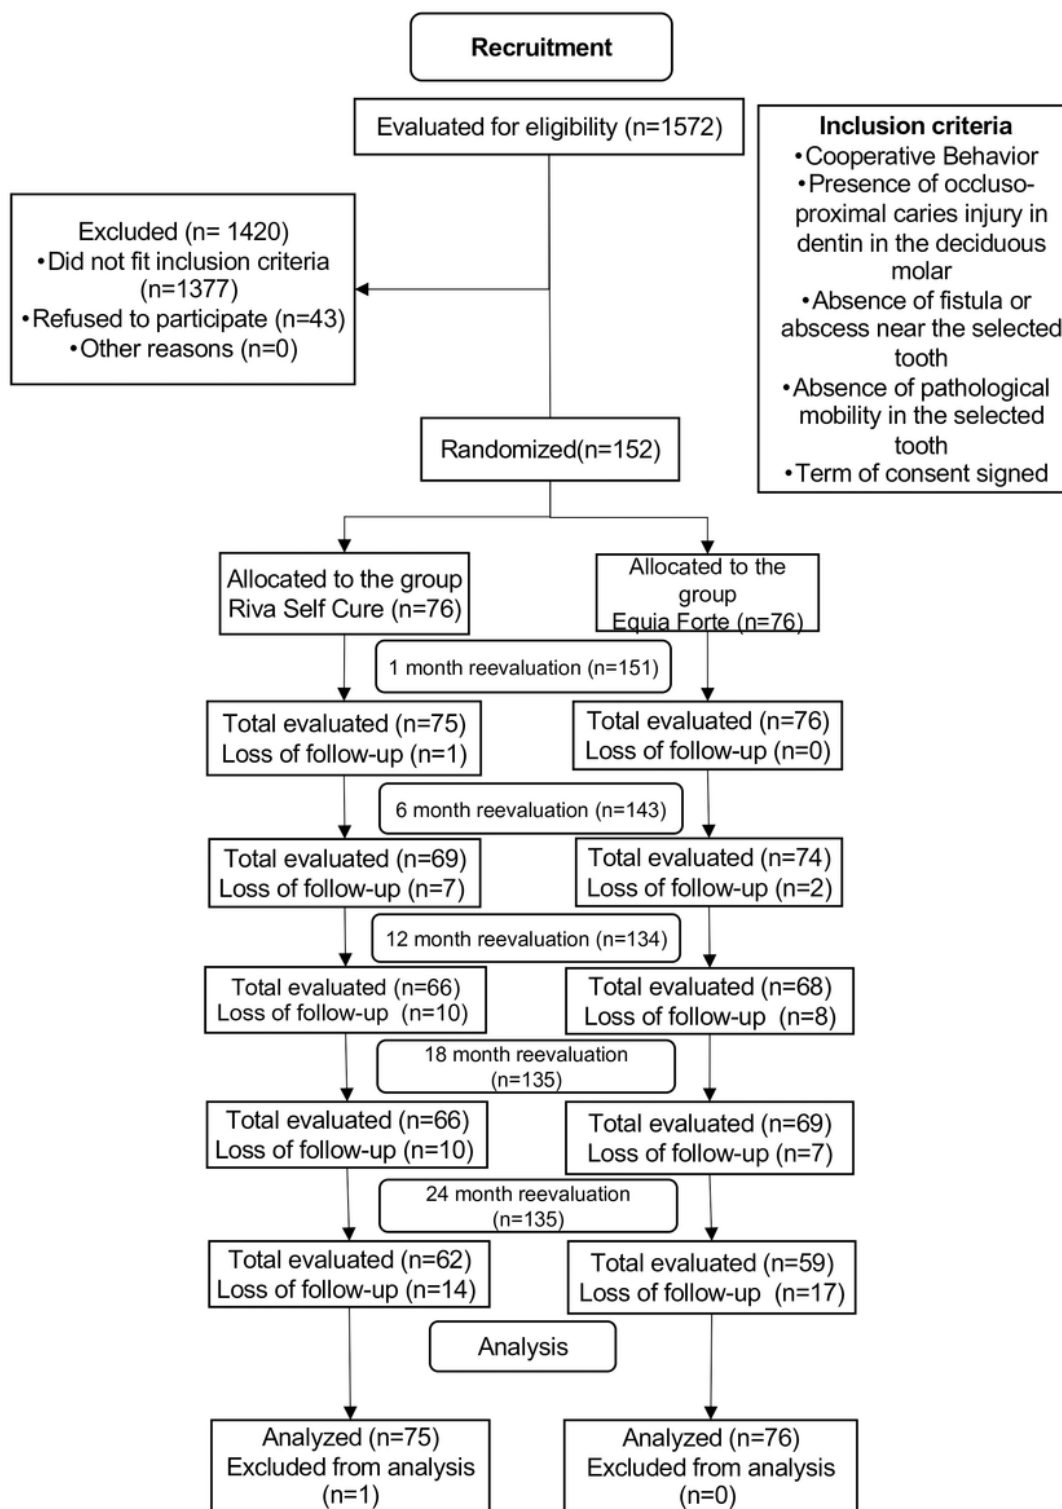 Recruitment
Evaluated for eligibility (n=1572)
Inclusion criteria
•Cooperative Behavior
•Presence of occluso-
proximal caries injury in
dentin in the deciduous
molar
•Absence of fistula or
abscess near the selected
tooth
•Absence of pathological
mobility in the selected
tooth
•Term of consent signed
Excluded (n= 1420)
•Did not fit inclusion criteria
(n=1377)
•Refused to participate (n=43)
•Other reasons (n=0)
Randomized(n=152)
Allocated to the group
Riva Self Cure (n=76)
Allocated to the
group
Equia Forte (n=76)
1 month reevaluation (n=151)
Total evaluated (n=75)
Loss of follow-up (n=1)
Total evaluated (n=76)
Loss of follow-up (n=0)
6 month reevaluation (n=143)
Total evaluated (n=69)
Loss of follow-up (n=7)
Total evaluated (n=74)
Loss of follow-up (n=2)
12 month reevaluation (n=134)
Total evaluated (n=66)
Loss of follow-up (n=10)
Total evaluated (n=68)
Loss of follow-up (n=8)
18 month reevaluation
(n=135)
Total evaluated (n=66)
Loss of follow-up (n=10)
Total evaluated (n=69)
Loss of follow-up (n=7)
24 month reevaluation
(n=135)
Total evaluated (n=62)
Loss of follow-up (n=14)
Total evaluated (n=59)
Loss of follow-up (n=17)
Analysis
Analyzed (n=75)
Excluded from analysis
(n=1)
Analyzed (n=76)
Excluded from analysis
(n=0)